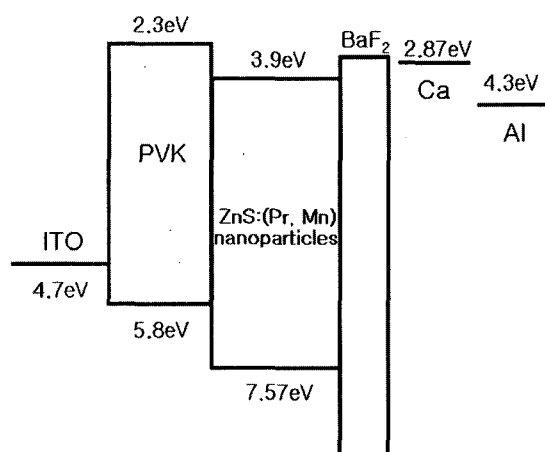 2.3eV
BaF2
3.9eV
2.87eV
Ca
4.3eV
Al
PVK
ZnS:(Pr, Mn)
nanoparticles
ITO
4.7eV
5.8eV
7.57eV